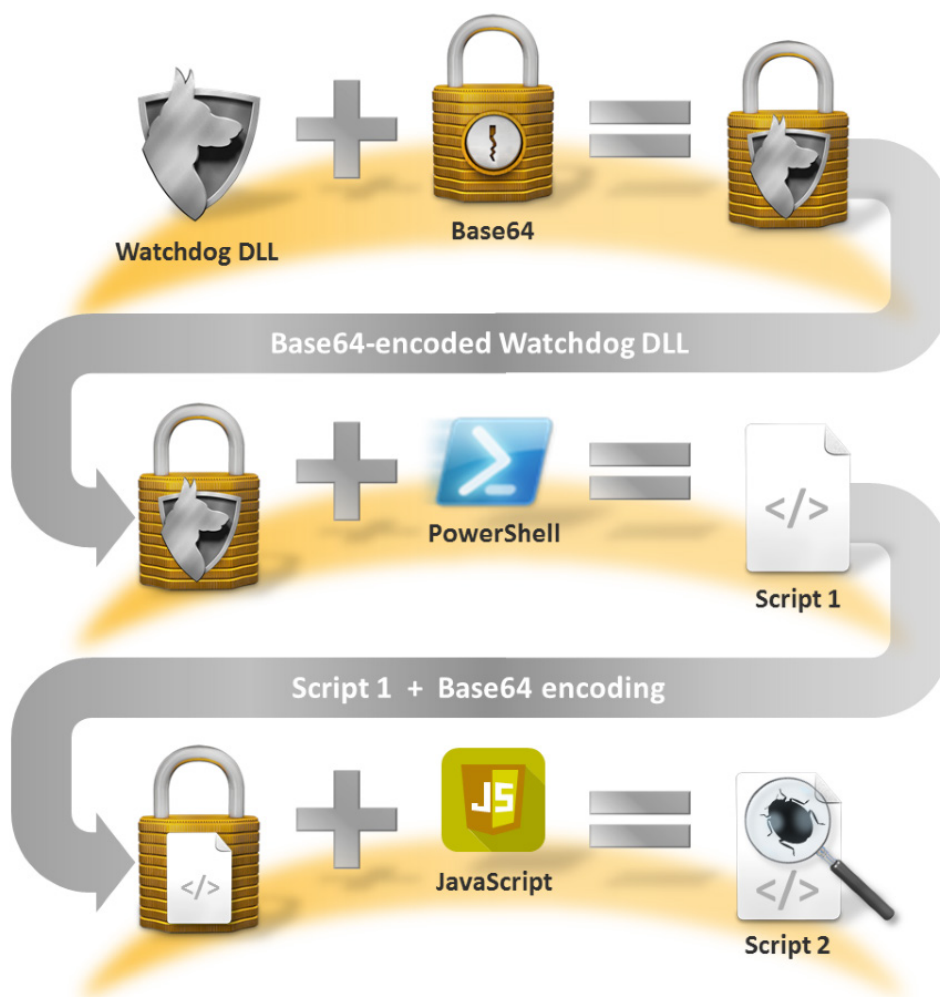 Watchdog DLL
Base64
Base64-encoded Watchdog DLL
PowerShell
</>
Script 1
Script 1 + Base64 encoding
</>
JS
JavaScript
</>
Script 2